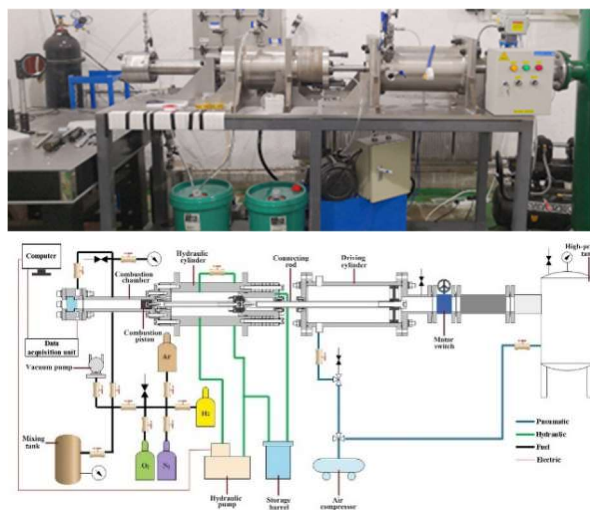 Computer
Combustion
chamber
Hydraulic
cylinder
Connecting
rod
Driving
cylinder
High-pr
tank
Data
acquisition unit
Combustion
piston
Motor
switch
Vacuum pump
Ar
H₂
Mixing
tank
O₂
N₂
Hydraulic
pump
Storage
barrel
Air
compressor
Pneumatic
Hydraulic
Fuel
Electric